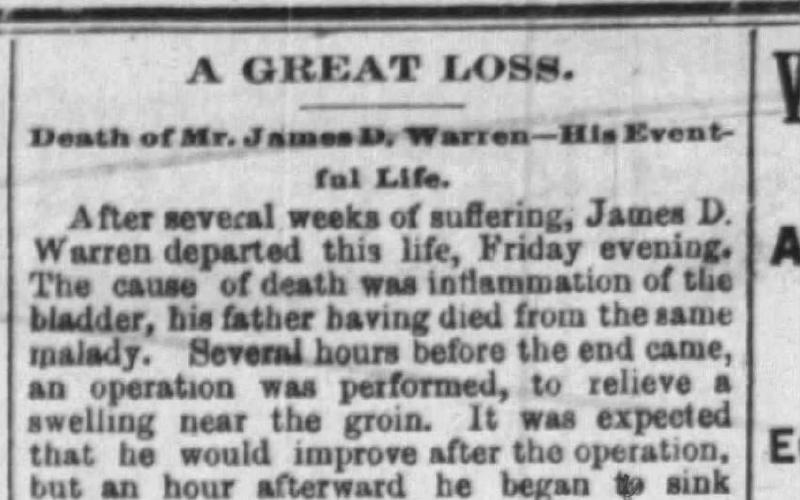 A GREAT LOSS.
Death of Mr. James D. Warren—His Event-
ful Life.
After several weeks of suffering, James D.
Warren departed this life, Friday evening.
The cause of death was inflammation of the
bladder, his father having died from the same
malady. Several hours before the end came,
an operation was performed, to relieve a
swelling near the groin. It was expected
that he would improve after the operation,
but an hour afterward he began to sink